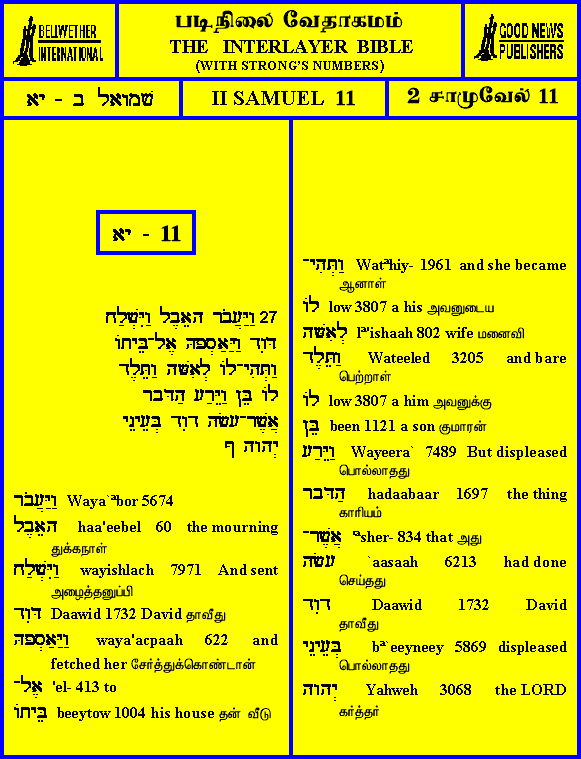 BELLWETHER
INTERNATIONAL
படிநிலை வேதாகமம்
THE INTERLAYER BIBLE
(WITH STRONG'S NUMBERS)
GOOD NEWS
PUBLISHERS
שמואל ב - יא
II SAMUEL 11
2 சாமுவேல் 11
יא - 11
27 וַיַּעֲבֹר הָאֵבֶל וַיִּשְׁלַח
דָּוִד וַיַּאַסְפָהּ אֶל־בֵּיתוֹ
וַתְּהִי־לוֹ לְאִשָּׁה וַתֵּלֶד
לוֹ בֵּן וַיֵּרַע הַדָּבָר
אֲשֶׁר־עָשָׂה דָוִד בְּעֵינֵי
יְהוָה ף
וַיַּעֲבֹר Waya`ªbor 5674
הָאֵבֶל haa'eebel 60 the mourning
துக்கநாள்
וַיִּשְׁלַח wayishlach 7971 And sent
அழைத்தனுப்பி
דָּוִד Daawid 1732 David தாவீது
וַיַּאַסְפָהּ waya'acpaah 622 and
fetched her சேர்த்துக்கொண்டான்
אֶל־ 'el- 413 to
בֵּיתוֹ beeytow 1004 his house தன் வீடு
וַתְּהִי־ Watªhiy- 1961 and she became
ஆனாள்
לוֹ low 3807 a his அவனுடைய
לְאִשָּׁה lª'ishaah 802 wife மனைவி
וַתֵּלֶד Wateeled 3205 and bare
பெற்றாள்
לוֹ low 3807 a him அவனுக்கு
בֵּן been 1121 a son குமாரன்
וַיֵּרַע Wayeera` 7489 But displeased
பொல்லாதது
הַדָּבָר hadaabaar 1697 the thing
காரியம்
אֲשֶׁר־ ªsher- 834 that அது
עָשָׂה `aasaah 6213 had done
செய்தது
דָוִד Daawid 1732 David
தாவீது
בְּעֵינֵי bª`eeyneey 5869 displeased
பொல்லாதது
יְהוָה Yahweh 3068 the LORD
கர்த்தர்